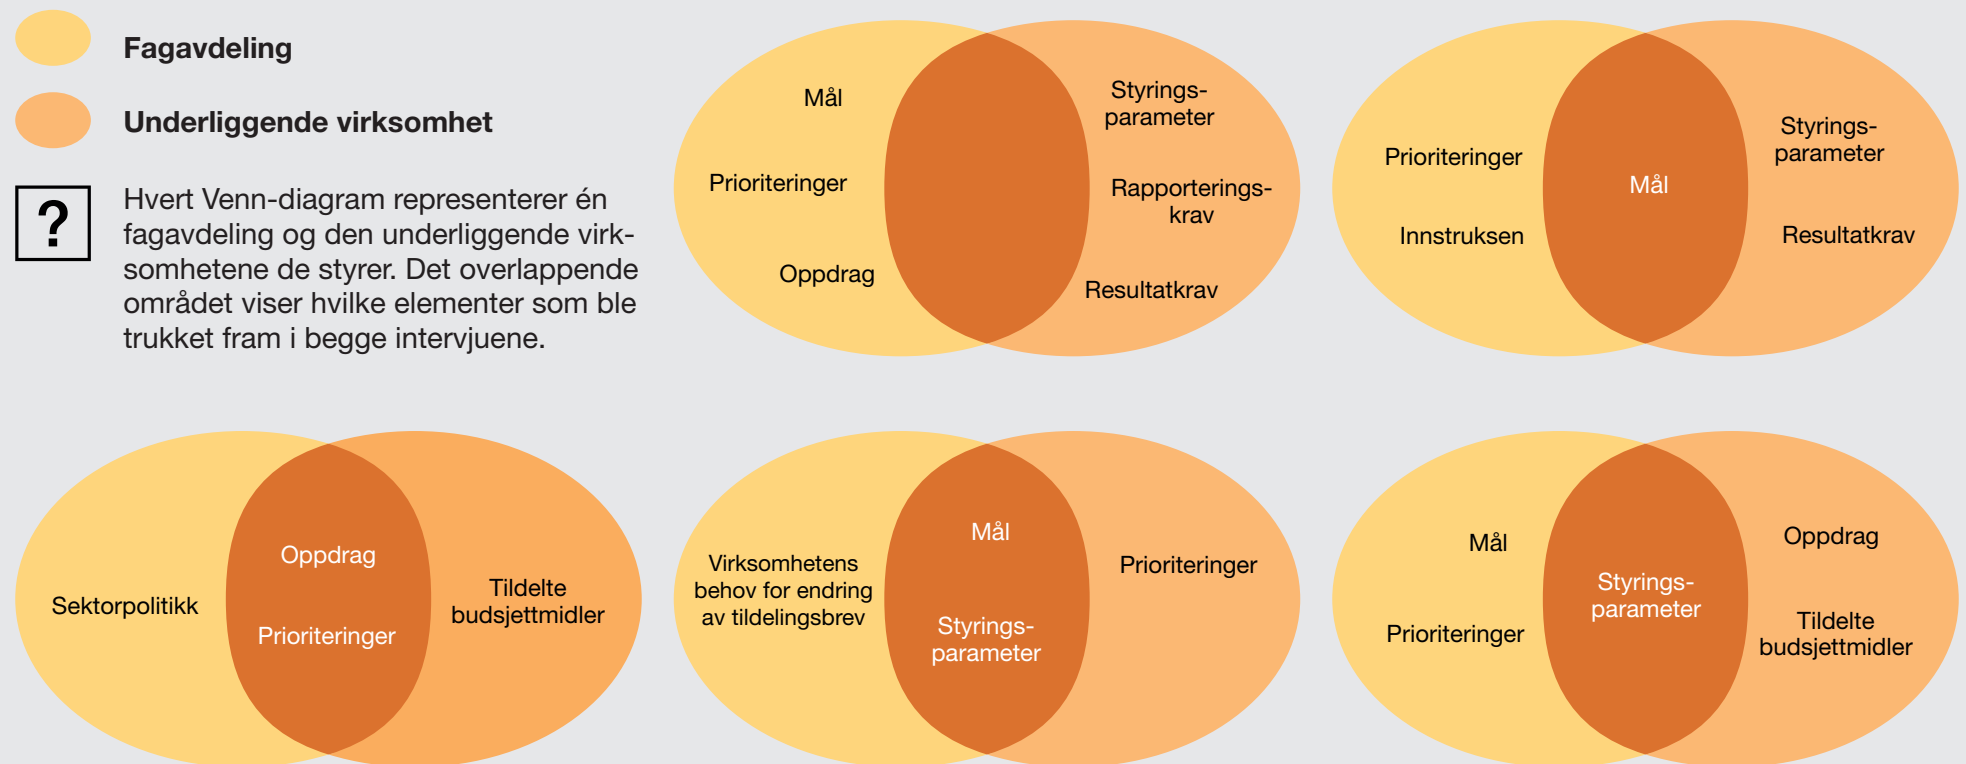 Fagavdeling
Underliggende virksomhet
?
Hvert Venn-diagram representerer én
fagavdeling og den underliggende virk-
somhetene de styrer. Det overlappende
området viser hvilke elementer som ble
trukket fram i begge intervjuene.
Mål
Prioriteringer
Oppdrag
Styrings-
parameter
Rapporterings-
krav
Resultatkrav
Prioriteringer
Innstruksen
Mål
Styrings-
parameter
Resultatkrav
Sektorpolitikk
Oppdrag
Prioriteringer
Tildelte
budsjettmidler
Virksomhetens
behov for endring
av tildelingsbrev
Mål
Styrings-
parameter
Prioriteringer
Mål
Prioriteringer
Styrings-
parameter
Oppdrag
Tildelte
budsjettmidler